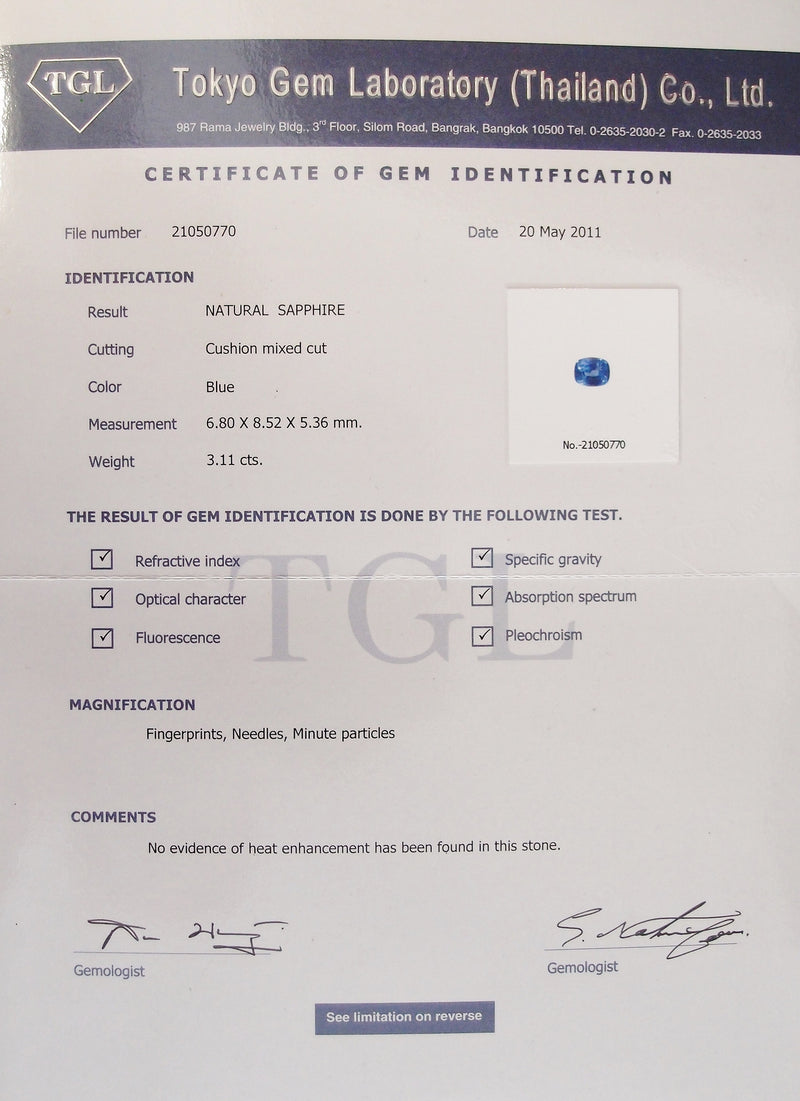 TGL
Tokyo Gem Laboratory (Thailand) Co., Ltd.
987 Rama Jewelry Bldg., 3rd Floor, Silom Road, Bangrak, Bangkok 10500 Tel. 0-2635-2030-2 Fax. 0-2635-2033
CERTIFICATE OF GEM IDENTIFICATION
File number 21050770 Date 20 May 2011
IDENTIFICATION
Result NATURAL SAPPHIRE
Cutting Cushion mixed cut
Color Blue
Measurement 6.80 X 8.52 X 5.36 mm.
No.-21050770
Weight 3.11 cts.
THE RESULT OF GEM IDENTIFICATION IS DONE BY THE FOLLOWING TEST.
Refractive index Specific gravity
Optical character Absorption spectrum
Fluorescence Pleochroism
TGL
MAGNIFICATION
Fingerprints, Needles, Minute particles
COMMENTS
No evidence of heat enhancement has been found in this stone.
Gemologist Gemologist
See limitation on reverse